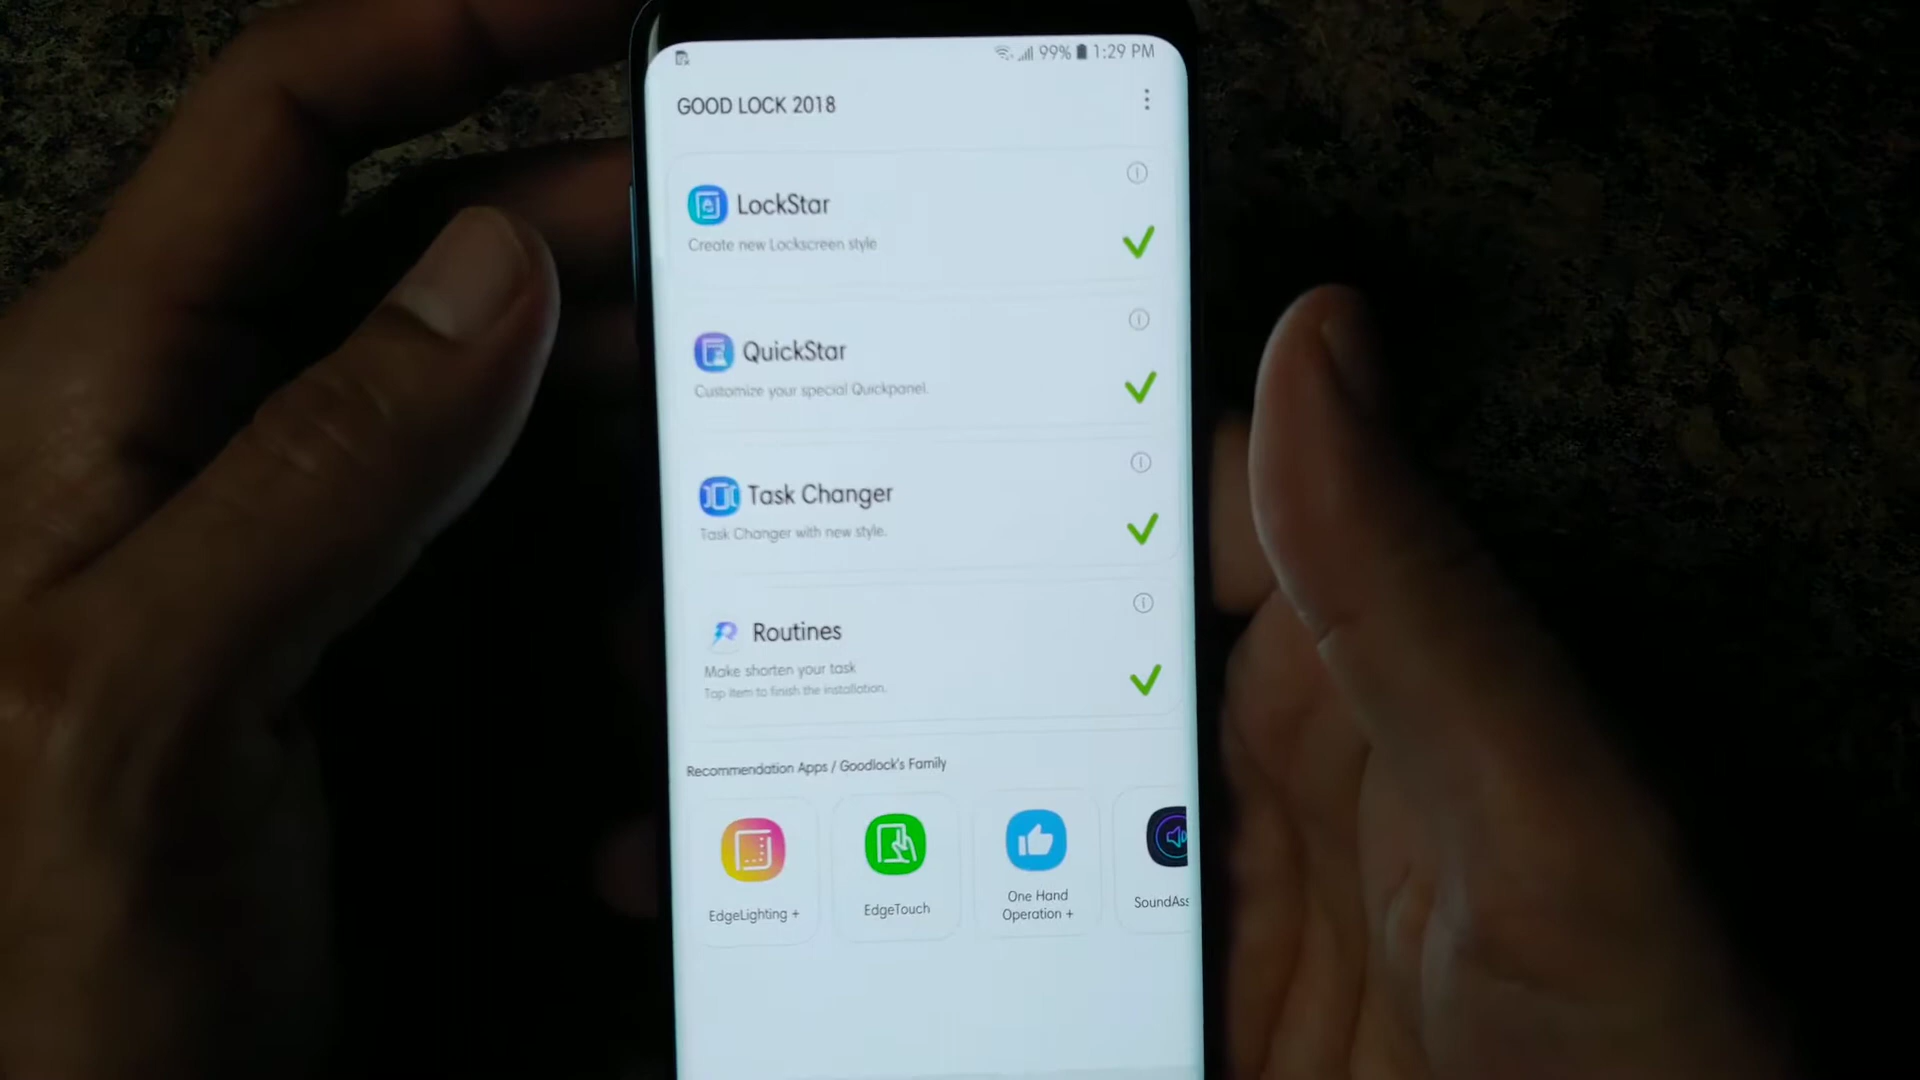 99% 1:29 PM
GOOD LOCK 2018
LockStar
Create new Lockscreen style
QuickStar
Customize your special Quickpanel.
Task Changer
Task Changer with new style.
Routines
Make shorten your task
Tap item to finish the installation.
Recommendation Apps / Goodlock's Family
EdgeLighting +
EdgeTouch
One Hand
Operation +
SoundAss